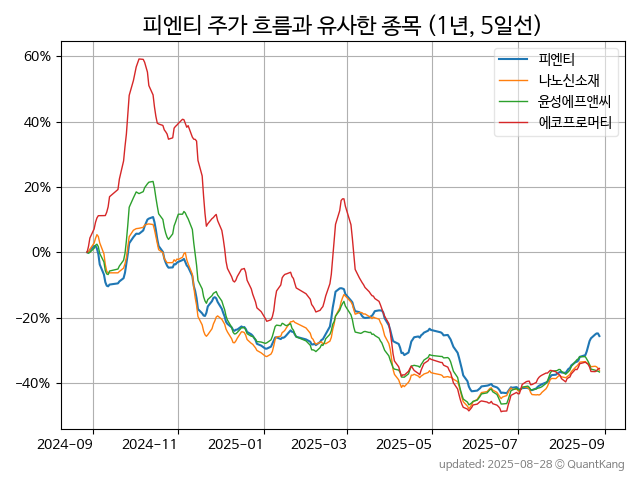 피엔티 주가 흐름과 유사한 종목 (1년, 5일선)
피엔티
나노신소재
윤성에프앤씨
에코프로머티
60%
40%
20%
0%
−20%
−40%
2024-09 2024-11 2025-01 2025-03 2025-05 2025-07 2025-09
updated: 2025-08-28 © QuantKang